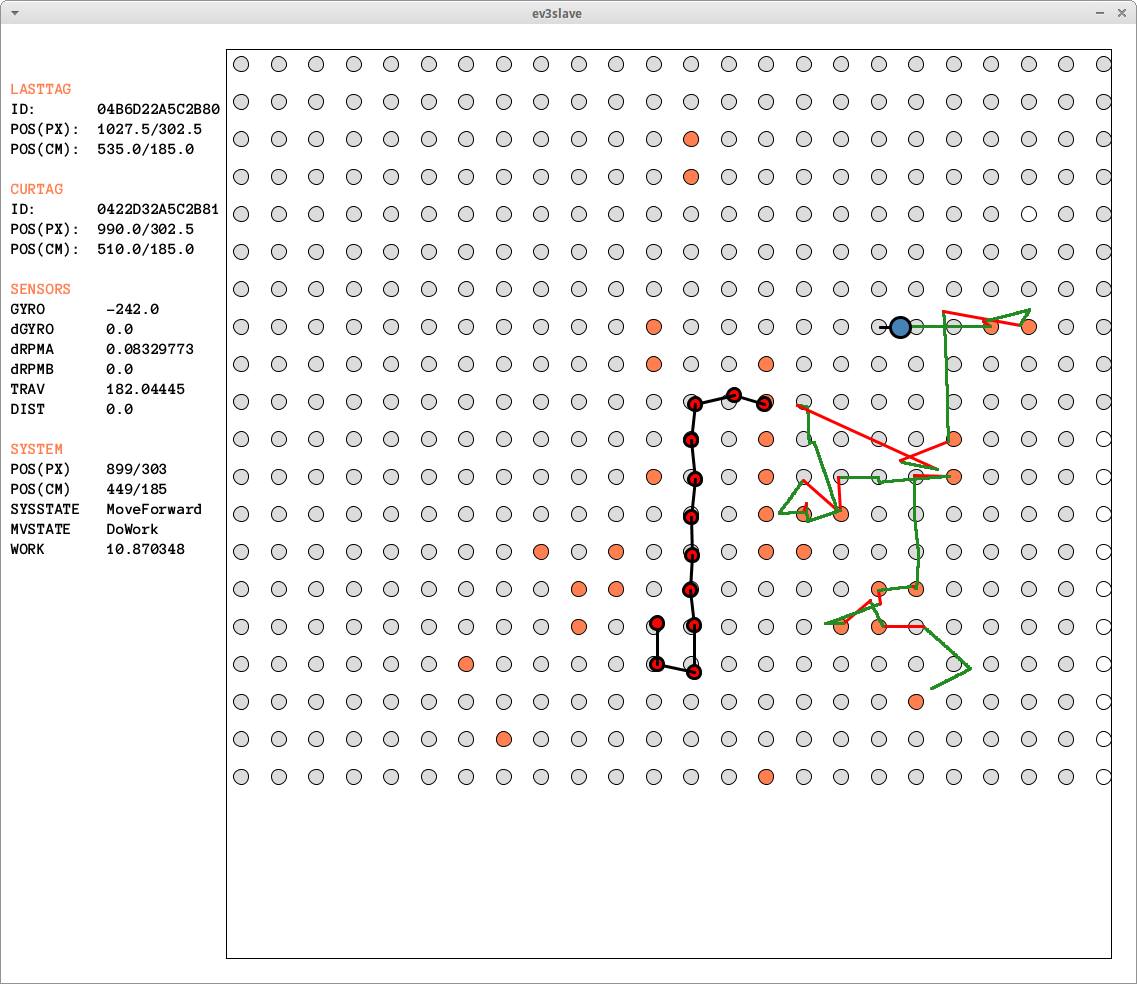 ev3slave
LASTTAG
ID: 04B6D22A5C2B80
POS(PX): 1027.5/302.5
POS(CM): 535.0/185.0
CURTAG
ID: 0422D32A5C2B81
POS(PX): 990.0/302.5
POS(CM): 510.0/185.0
SENSORS
GYRO -242.0
dGYRO 0.0
dRPMA 0.08329773
dRPMB 0.0
TRAV 182.04445
DIST 0.0
SYSTEM
POS(PX) 899/303
POS(CM) 449/185
SYSSTATE MoveForward
MVSTATE DoWork
WORK 10.870348